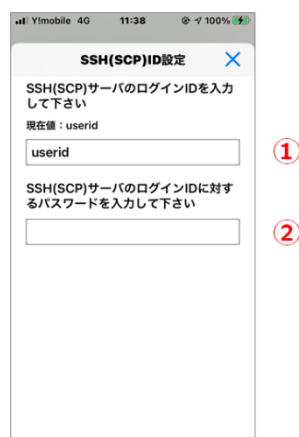 Y!mobile 4G 11:38 100%
SSH(SCP)ID設定
SSH(SCP)サーバのログインIDを入力
して下さい
現在値：userid
userid
①
SSH(SCP)サーバのログインIDに対す
るパスワードを入力して下さい
②